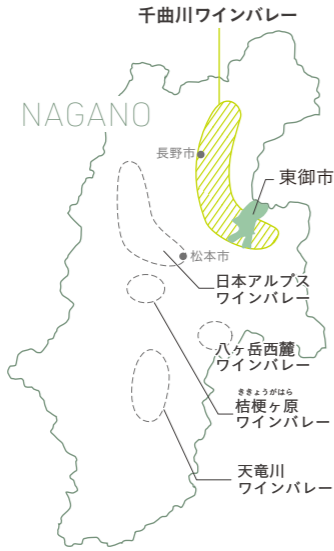 千曲川ワインバレー
NAGANO
長野市
東御市
松本市
日本アルプス
ワインバレー
八ヶ岳西麓
ワインバレー
ききょうがはら
桔梗ヶ原
ワインバレー
天竜川
ワインバレー